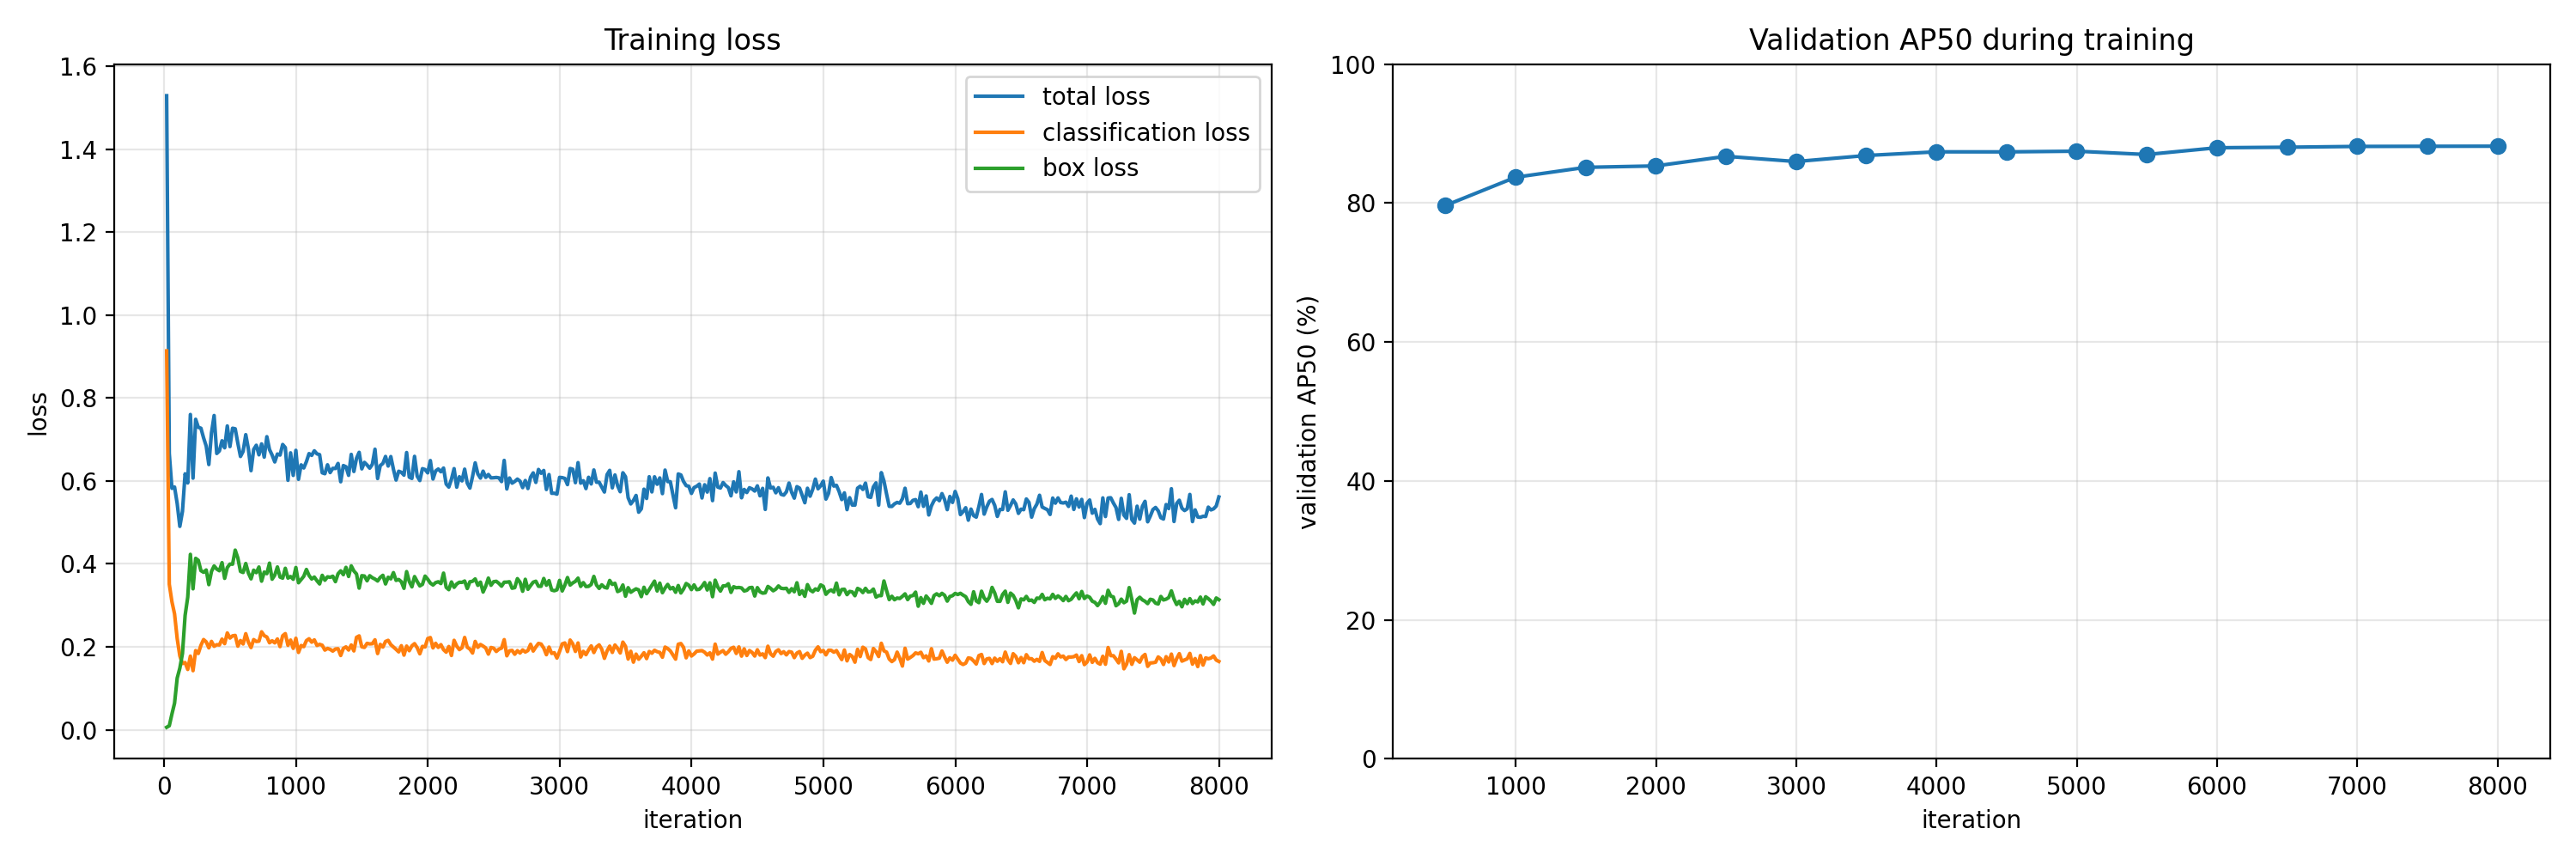 Training loss
1.6
1.4
1.2
1.0
0.8
0.6
0.4
0.2
0.0
loss
total loss
classification loss
box loss
0 1000 2000 3000 4000 5000 6000 7000 8000
iteration
Validation AP50 during training
100
80
60
40
20
0
validation AP50 (%)
1000 2000 3000 4000 5000 6000 7000 8000
iteration